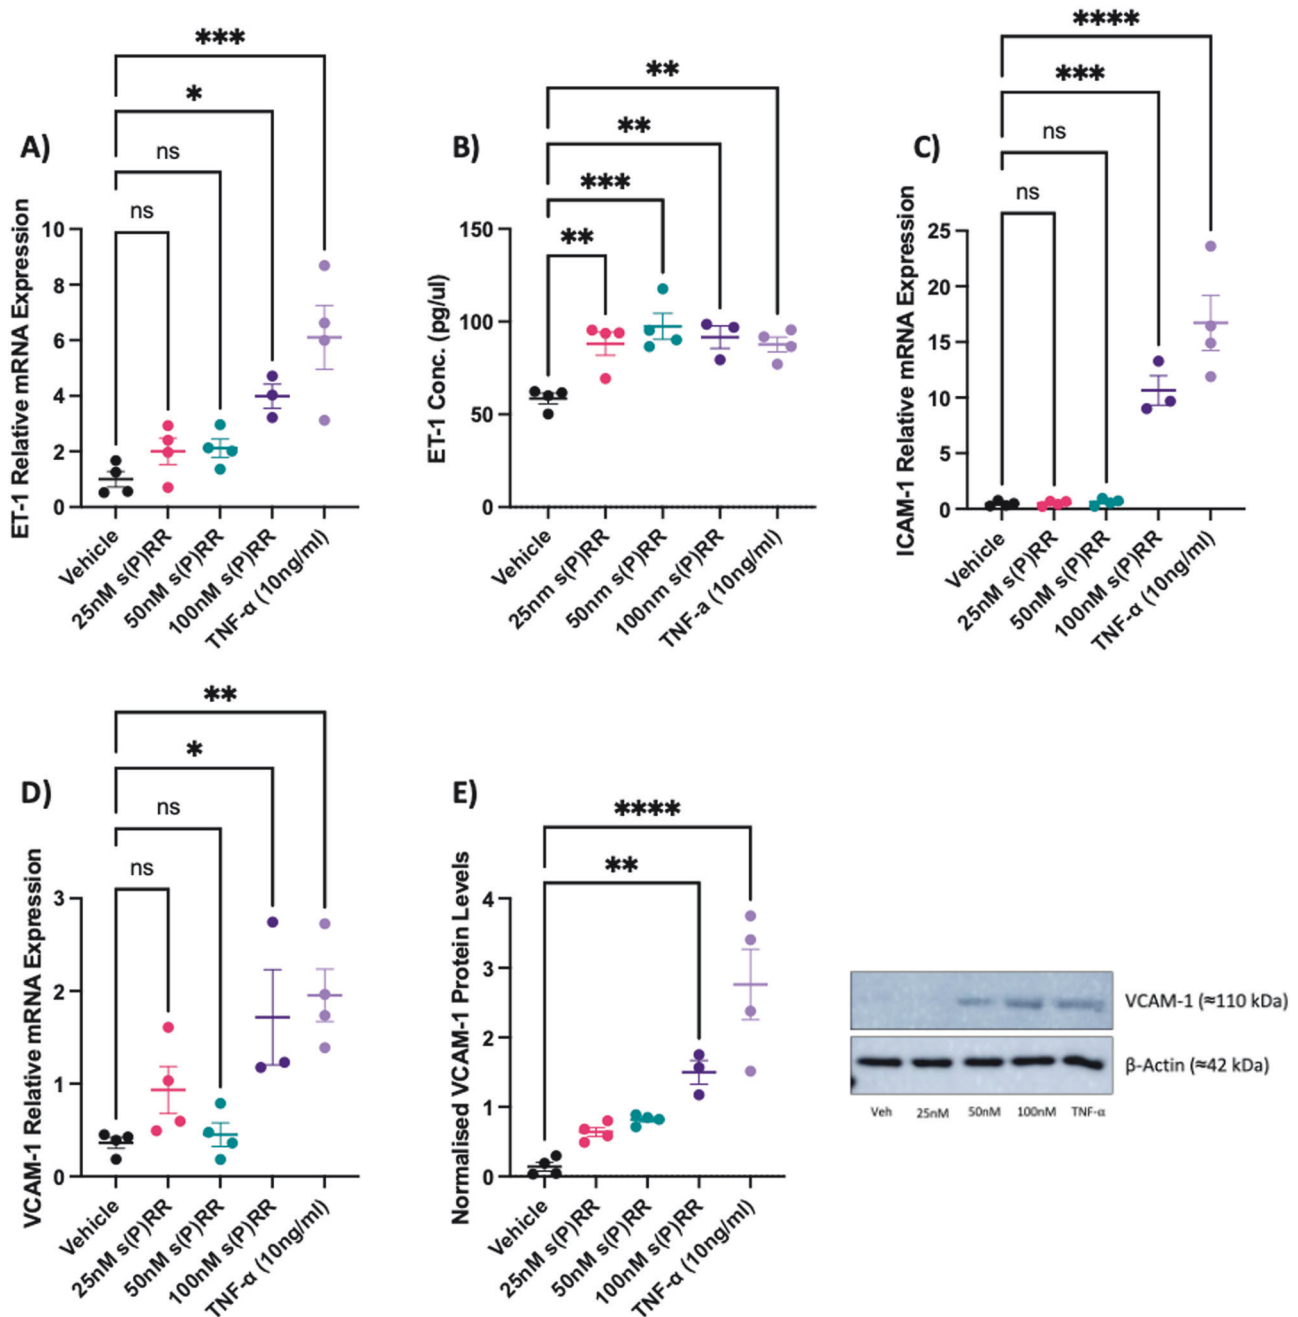 A)
***
*
ns
ns
ET-1 Relative mRNA Expression
10
8
6
4
2
0
Vehicle
25nM s(P)RR
50nM s(P)RR
100nM s(P)RR
TNF-α (10ng/ml)
B)
**
**
***
**
ET-1 Conc. (pg/ul)
150
100
50
0
Vehicle
25nm s(P)RR
50nm s(P)RR
100nm s(P)RR
TNF-a (10ng/ml)
C)
****
***
ns
ns
ICAM-1 Relative mRNA Expression
25
20
15
10
5
0
Vehicle
25nM s(P)RR
50nM s(P)RR
100nM s(P)RR
TNF-α (10ng/ml)
D)
**
*
ns
ns
VCAM-1 Relative mRNA Expression
3
2
1
0
Vehicle
25nM s(P)RR
50nM s(P)RR
100nM s(P)RR
TNF-α (10ng/ml)
E)
****
**
Normalised VCAM-1 Protein Levels
4
3
2
1
0
Vehicle
25nM s(P)RR
50nM s(P)RR
100nM s(P)RR
TNF-α (10ng/ml)
VCAM-1 (≈110 kDa)
β-Actin (≈42 kDa)
Veh 25nM 50nM 100nM TNF-α